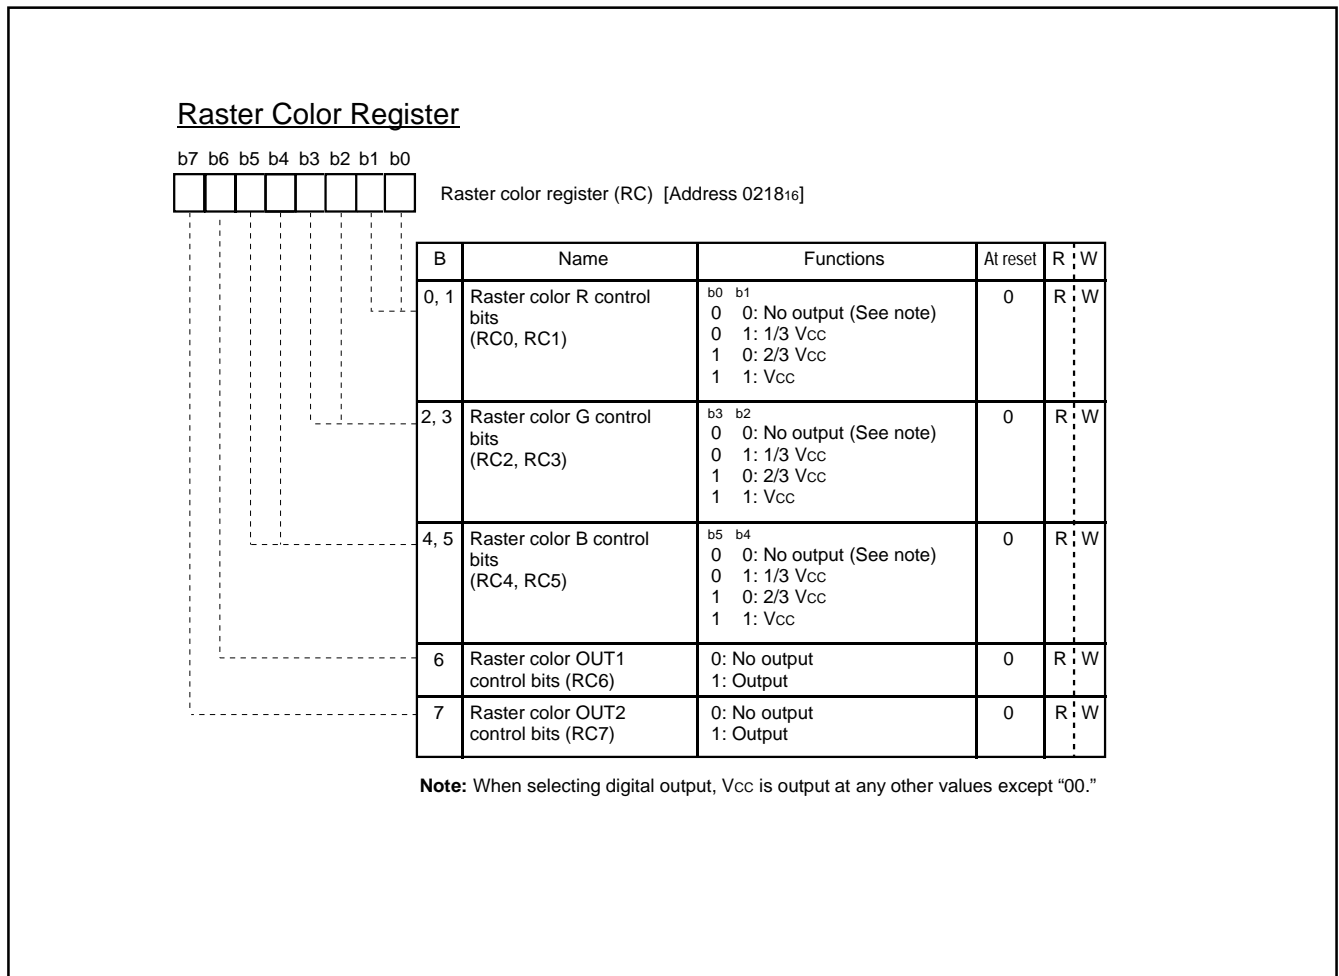 Raster Color Register
b7 b6 b5 b4 b3 b2 b1 b0
Raster color register (RC) [Address 021816]
B Name Functions At reset R W
0, 1 Raster color R control bits (RC0, RC1)
b0 b1
0 0: No output (See note)
0 1: 1/3 VCC
1 0: 2/3 VCC
1 1: VCC
0 R W
2, 3 Raster color G control bits (RC2, RC3)
b3 b2
0 0: No output (See note)
0 1: 1/3 VCC
1 0: 2/3 VCC
1 1: VCC
0 R W
4, 5 Raster color B control bits (RC4, RC5)
b5 b4
0 0: No output (See note)
0 1: 1/3 VCC
1 0: 2/3 VCC
1 1: VCC
0 R W
6 Raster color OUT1 control bits (RC6)
0: No output
1: Output
0 R W
7 Raster color OUT2 control bits (RC7)
0: No output
1: Output
0 R W
Note: When selecting digital output, VCC is output at any other values except “00.”